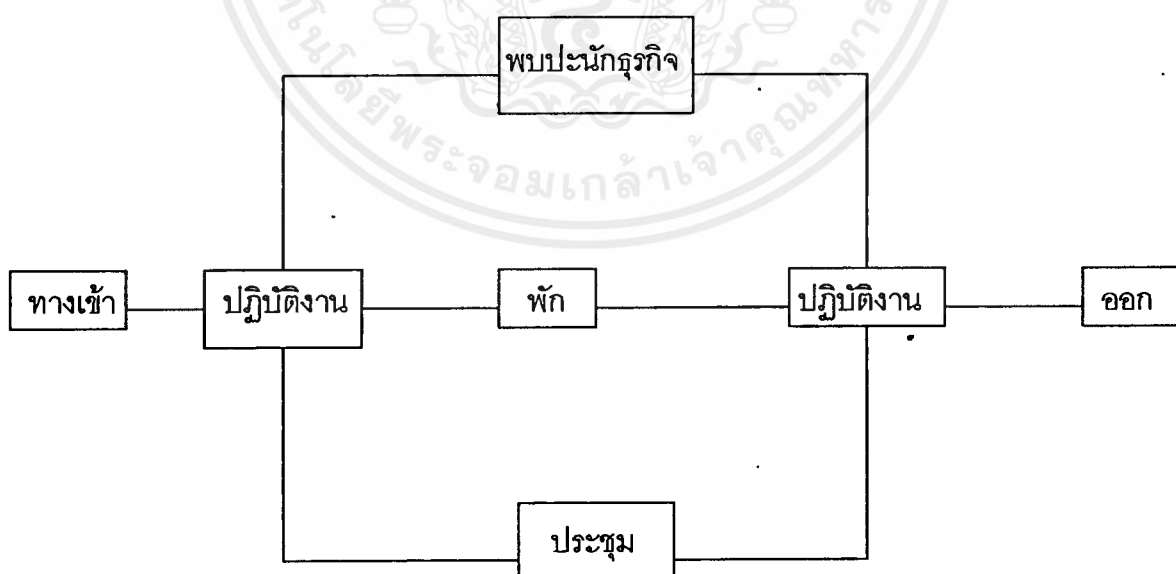 พบปะนักธุรกิจ
ทางเข้า
ปฏิบัติงาน
พัก
ปฏิบัติงาน
ออก
ประชุม